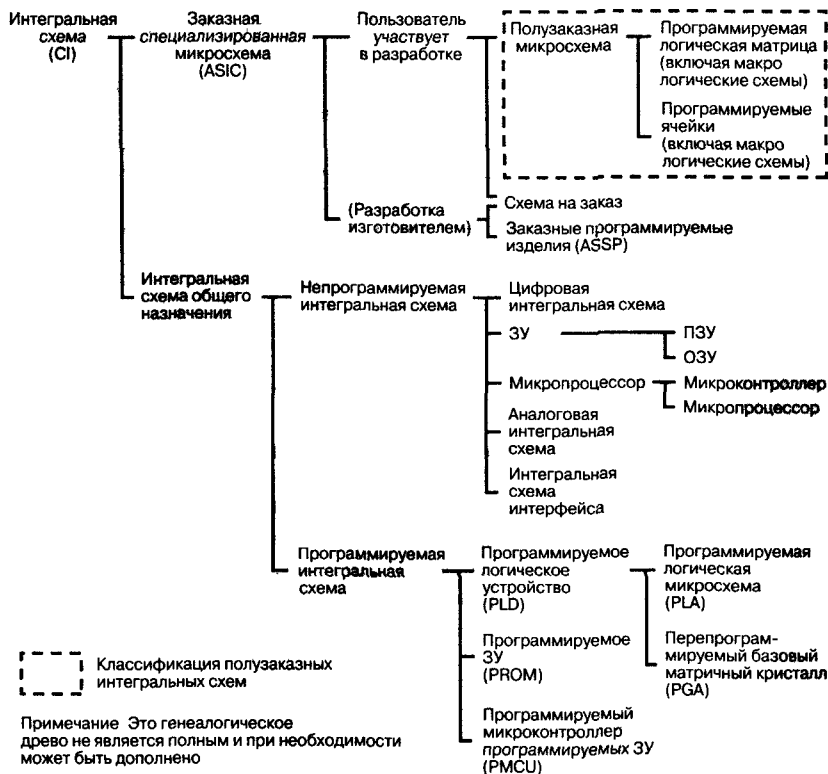 Интегральная
схема
(CI)
Заказная
специализированная
микросхема
(ASIC)
Пользователь
участвует
в разработке
Полузаказная
микросхема
Программируемая
логическая матрица
(включая макро
логические схемы)
Программируемые
ячейки
(включая макро
логические схемы)
(Разработка
изготовителем)
Схема на заказ
Заказные программируемые
изделия (ASSP)
Интегральная
схема общего
назначения
Непрограммируемая
интегральная схема
Цифровая
интегральная схема
ЗУ
ПЗУ
ОЗУ
Микропроцессор
Микроконтроллер
Микропроцессор
Аналоговая
интегральная
схема
Интегральная
схема
интерфейса
Программируемая
интегральная
схема
Программируемое
логическое
устройство
(PLD)
Программируемая
логическая
микросхема
(PLA)
Перепрограм-
мируемый базовый
матричный кристалл
(PGA)
Программируемое
ЗУ
(PROM)
Программируемый
микроконтроллер
программируемых ЗУ
(PMCU)
Классификация полузаказных
интегральных схем
Примечание Это генеалогическое
древо не является полным и при необходимости
может быть дополнено